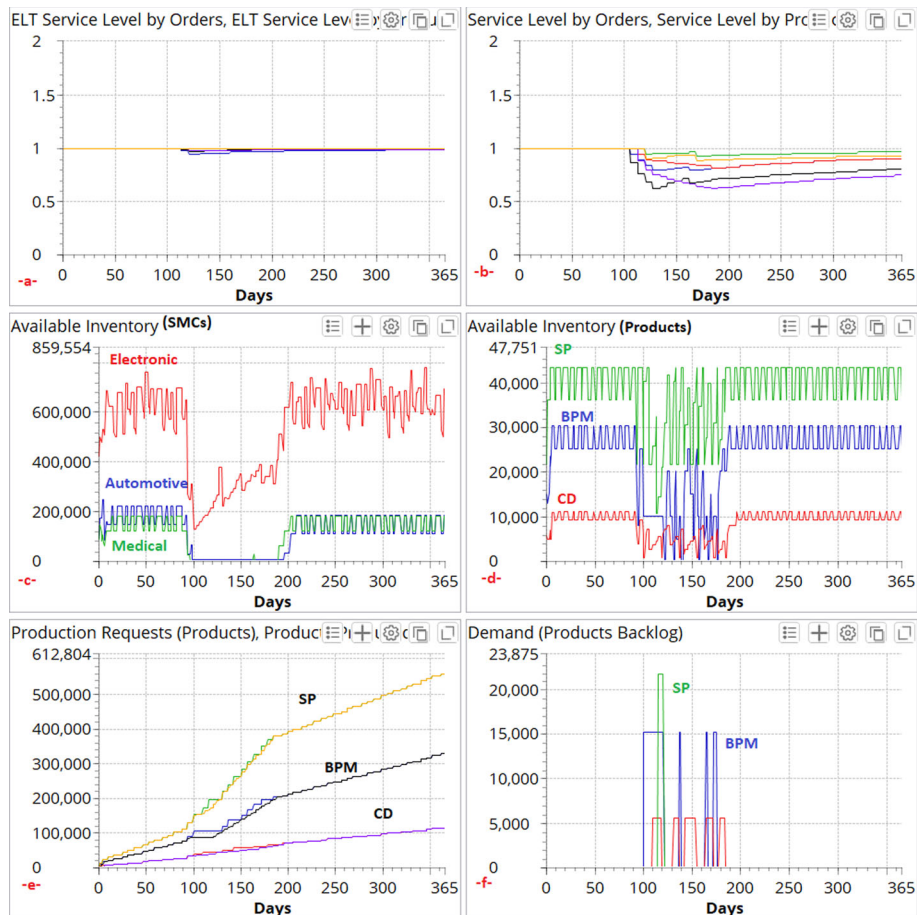 ELT Service Level by Orders, ELT Service Level by
2
1.5
1
0.5
0
-a-
0 50 100 150 200 250 300 365
Days
Service Level by Orders, Service Level by
2
1.5
1
0.5
0
-b-
0 50 100 150 200 250 300 365
Days
Available Inventory (SMCs)
859,554
Electronic
600,000
400,000
Automotive
200,000
Medical
0
-c-
0 50 100 150 200 250 300 365
Days
Available Inventory (Products)
47,751
SP
40,000
BPM
30,000
20,000
CD
10,000
0
-d-
0 50 100 150 200 250 300 365
Days
Production Requests (Products),
612,804
500,000
SP
400,000
300,000
BPM
200,000
CD
100,000
0
-e-
0 50 100 150 200 250 300 365
Days
Demand (Products Backlog)
23,875
SP
20,000
BPM
15,000
10,000
5,000
0
-f-
0 50 100 150 200 250 300 365
Days